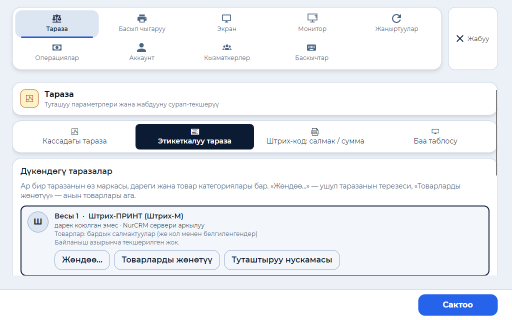 Тараза
Басып чыгаруу
Экран
Монитор
Жаңыртуулар
Жабуу
Операциялар
Аккаунт
Кызматкерлер
Баскычтар
Тараза
Туташуу параметрлери жана жабдууну сурап-текшерүү
Кассадагы тараза
Этикеткалуу тараза
Штрих-код: салмак / сумма
Баа таблосу
Дүкөндөгү таразалар
Ар бир таразанын өз маркасы, дареги жана товар категориялары бар. «Жөндөө…» — ушул таразанын терезеси, «Товарларды
жөнөтүү» — анын товарлары ага.
Ш
Весы 1 · Штрих-ПРИНТ (Штрих-М)
дарек коюлган эмес · NurCRM сервери аркылуу
Товарлар: бардык салмактуулар (же кол менен белгиленгендер)
Байланыш азырынча текшерилген жок.
Жөндөө…
Товарларды жөнөтүү
Туташтыруу нускамасы
Сактоо